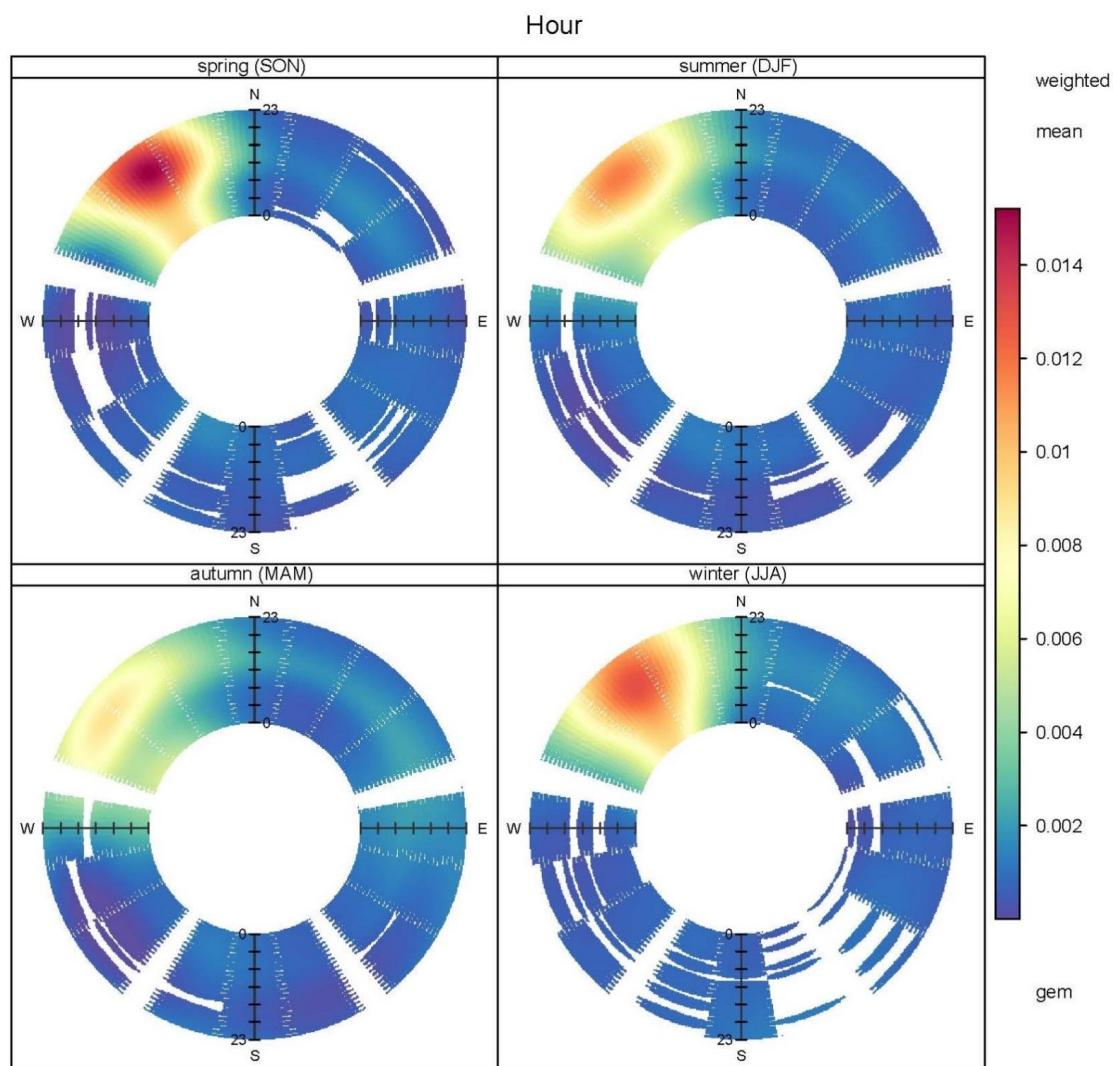 Hour
spring (SON)
summer (DJF)
N
23
0
W
E
0
23
S
N
23
0
W
E
0
23
S
autumn (MAM)
winter (JJA)
N
23
0
W
E
0
23
S
N
23
0
W
E
0
23
S
weighted
mean
0.014
0.012
0.01
0.008
0.006
0.004
0.002
gem